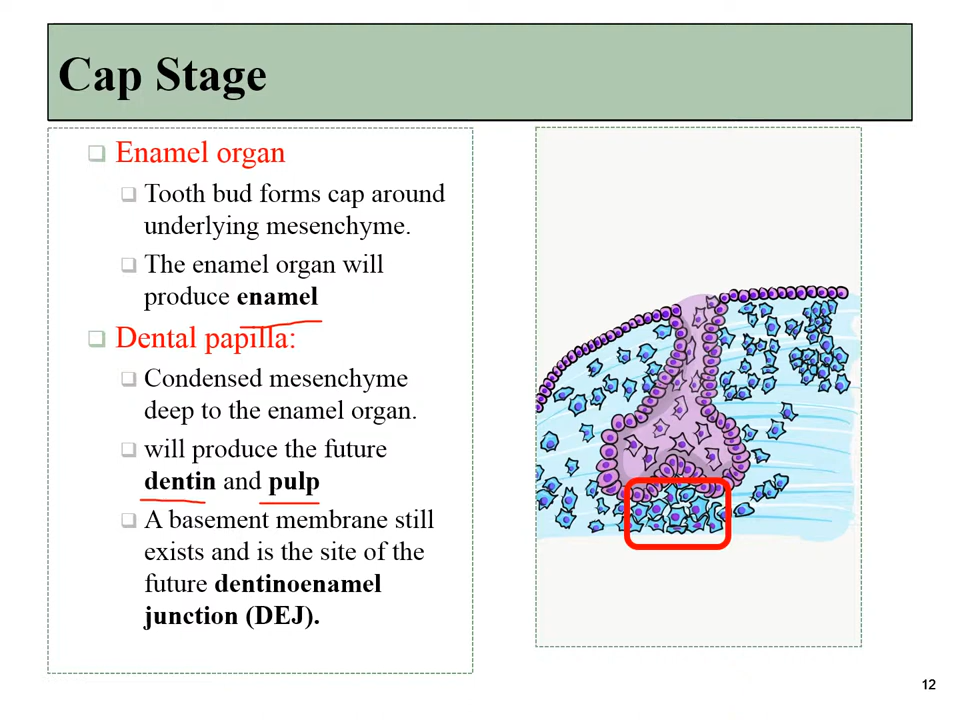 Cap Stage
Enamel organ
Tooth bud forms cap around
underlying mesenchyme.
The enamel organ will
produce enamel
Dental papilla:
Condensed mesenchyme
deep to the enamel organ.
will produce the future
dentin and pulp
A basement membrane still
exists and is the site of the
future dentinoenamel
junction (DEJ).
12